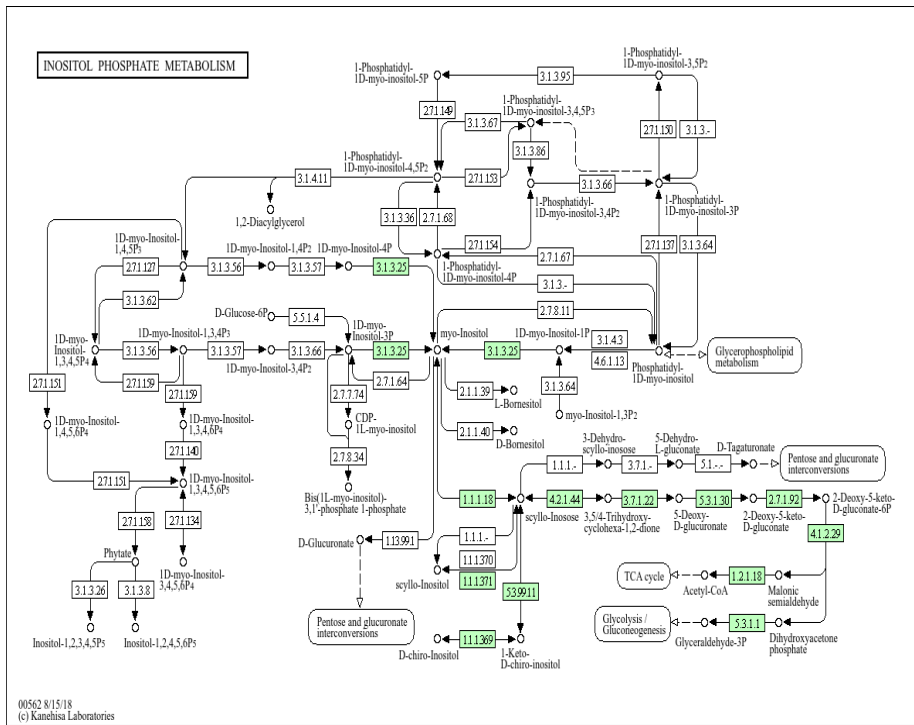 INOSITOL PHOSPHATE METABOLISM
1-Phosphatidyl-
1D-myo-inositol-5P
3.1.3.95
1-Phosphatidyl-
1D-myo-inositol-3,5P2
2.7.1.149
3.1.3.67
1-Phosphatidyl-
1D-myo-inositol-3,4,5P3
2.7.1.150
3.1.3.-
3.1.3.86
1-Phosphatidyl-
1D-myo-inositol-4,5P2
3.1.4.11
2.7.1.153
3.1.3.66
1,2-Diacylglycerol
3.1.3.36
2.7.1.68
1-Phosphatidyl-
1D-myo-inositol-3,4P2
1-Phosphatidyl-
1D-myo-inositol-3P
1D-myo-Inositol-
1,4,5P3
1D-myo-Inositol-1,4P2
1D-myo-Inositol-4P
2.7.1.154
2.7.1.137
3.1.3.64
2.7.1.127
3.1.3.56
3.1.3.57
3.1.3.25
1-Phosphatidyl-
1D-myo-inositol-4P
2.7.1.67
3.1.3.-
3.1.3.62
D-Glucose-6P
5.5.1.4
2.7.8.11
1D-myo-
Inositol-
1,3,4,5P4
1D-myo-Inositol-1,3,4P3
1D-myo-
Inositol-3P
myo-Inositol
1D-myo-Inositol-1P
3.1.3.56
3.1.3.57
3.1.3.66
3.1.3.25
3.1.3.25
3.1.4.3
4.6.1.13
Glycerophospholipid
metabolism
1D-myo-Inositol-3,4P2
Phosphatidyl-
1D-myo-inositol
2.7.1.151
2.7.1.159
2.7.1.159
2.7.1.64
2.7.7.74
2.1.1.39
L-Bornesitol
3.1.3.64
myo-Inositol-1,3P2
1D-myo-Inositol-
1,4,5,6P4
1D-myo-Inositol-
1,3,4,6P4
CDP-
1L-myo-inositol
2.1.1.40
D-Bornesitol
2.7.1.140
2.7.8.34
3-Dehydro-
scyllo-inosose
5-Dehydro-
L-gluconate
D-Tagaturonate
1.1.1.-
3.7.1.-
5.1.-.-
Pentose and glucuronate
interconversions
2.7.1.151
1D-myo-Inositol-
1,3,4,5,6P5
Bis(1L-myo-inositol)-
3,1'-phosphate 1-phosphate
1.1.1.18
4.2.1.44
3.7.1.22
5.3.1.30
2.7.1.92
scyllo-Inosose
3,5/4-Trihydroxy-
cyclohexa-1,2-dione
5-Deoxy-
D-glucuronate
2-Deoxy-5-keto-
D-gluconate
2-Deoxy-5-keto-
D-gluconate-6P
2.7.1.158
2.7.1.134
D-Glucuronate
1.13.99.1
1.1.1.-
1.1.1.370
1.1.1.371
scyllo-Inositol
5.3.99.11
4.1.2.29
Phytate
1D-myo-Inositol-
3,4,5,6P4
3.1.3.26
3.1.3.8
TCA cycle
Acetyl-CoA
1.2.1.18
Malonic
semialdehyde
Inositol-1,2,3,4,5P5
Inositol-1,2,4,5,6P5
Pentose and glucuronate
interconversions
D-chiro-Inositol
1.1.1.369
1-Keto-
D-chiro-inositol
Glycolysis /
Gluconeogenesis
Glyceraldehyde-3P
5.3.1.1
Dihydroxyacetone
phosphate
00562 8/15/18
(c) Kanehisa Laboratories